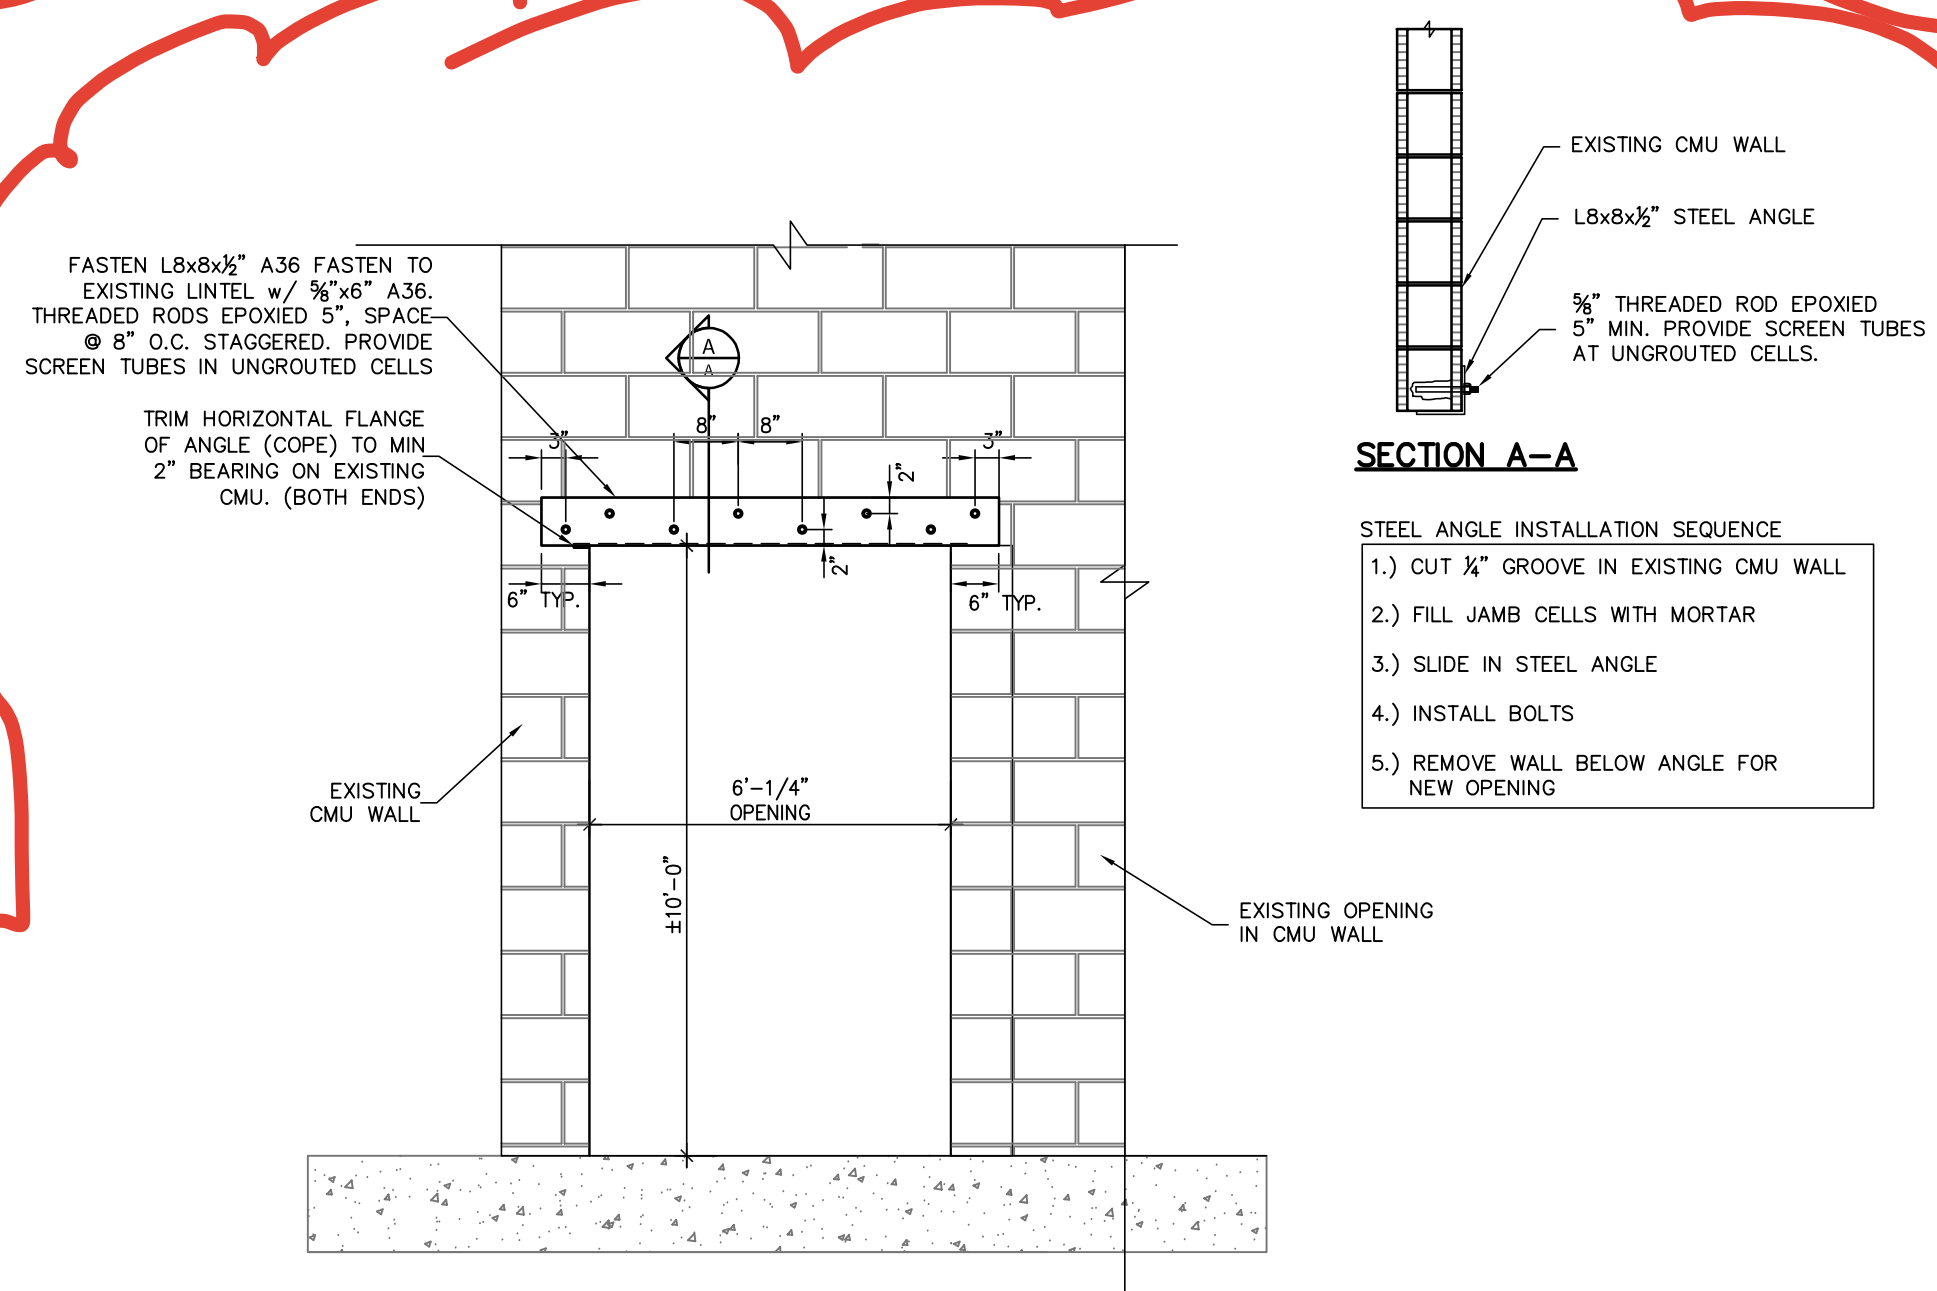 FASTEN L8x8x½” A36 FASTEN TO
EXISTING LINTEL w/ ⅝”x6” A36.
THREADED RODS EPOXIED 5”, SPACE
@ 8” O.C. STAGGERED. PROVIDE
SCREEN TUBES IN UNGROUTED CELLS
TRIM HORIZONTAL FLANGE
OF ANGLE (COPE) TO MIN
2” BEARING ON EXISTING
CMU. (BOTH ENDS)
A
A
3”
8”
8”
3”
2”
2”
6” TYP.
6” TYP.
EXISTING
CMU WALL
6’-1/4”
OPENING
±10’-0”
EXISTING OPENING
IN CMU WALL
EXISTING CMU WALL
L8x8x½” STEEL ANGLE
⅝” THREADED ROD EPOXIED
5” MIN. PROVIDE SCREEN TUBES
AT UNGROUTED CELLS.
SECTION A-A
STEEL ANGLE INSTALLATION SEQUENCE
1.) CUT ¼” GROOVE IN EXISTING CMU WALL
2.) FILL JAMB CELLS WITH MORTAR
3.) SLIDE IN STEEL ANGLE
4.) INSTALL BOLTS
5.) REMOVE WALL BELOW ANGLE FOR
NEW OPENING